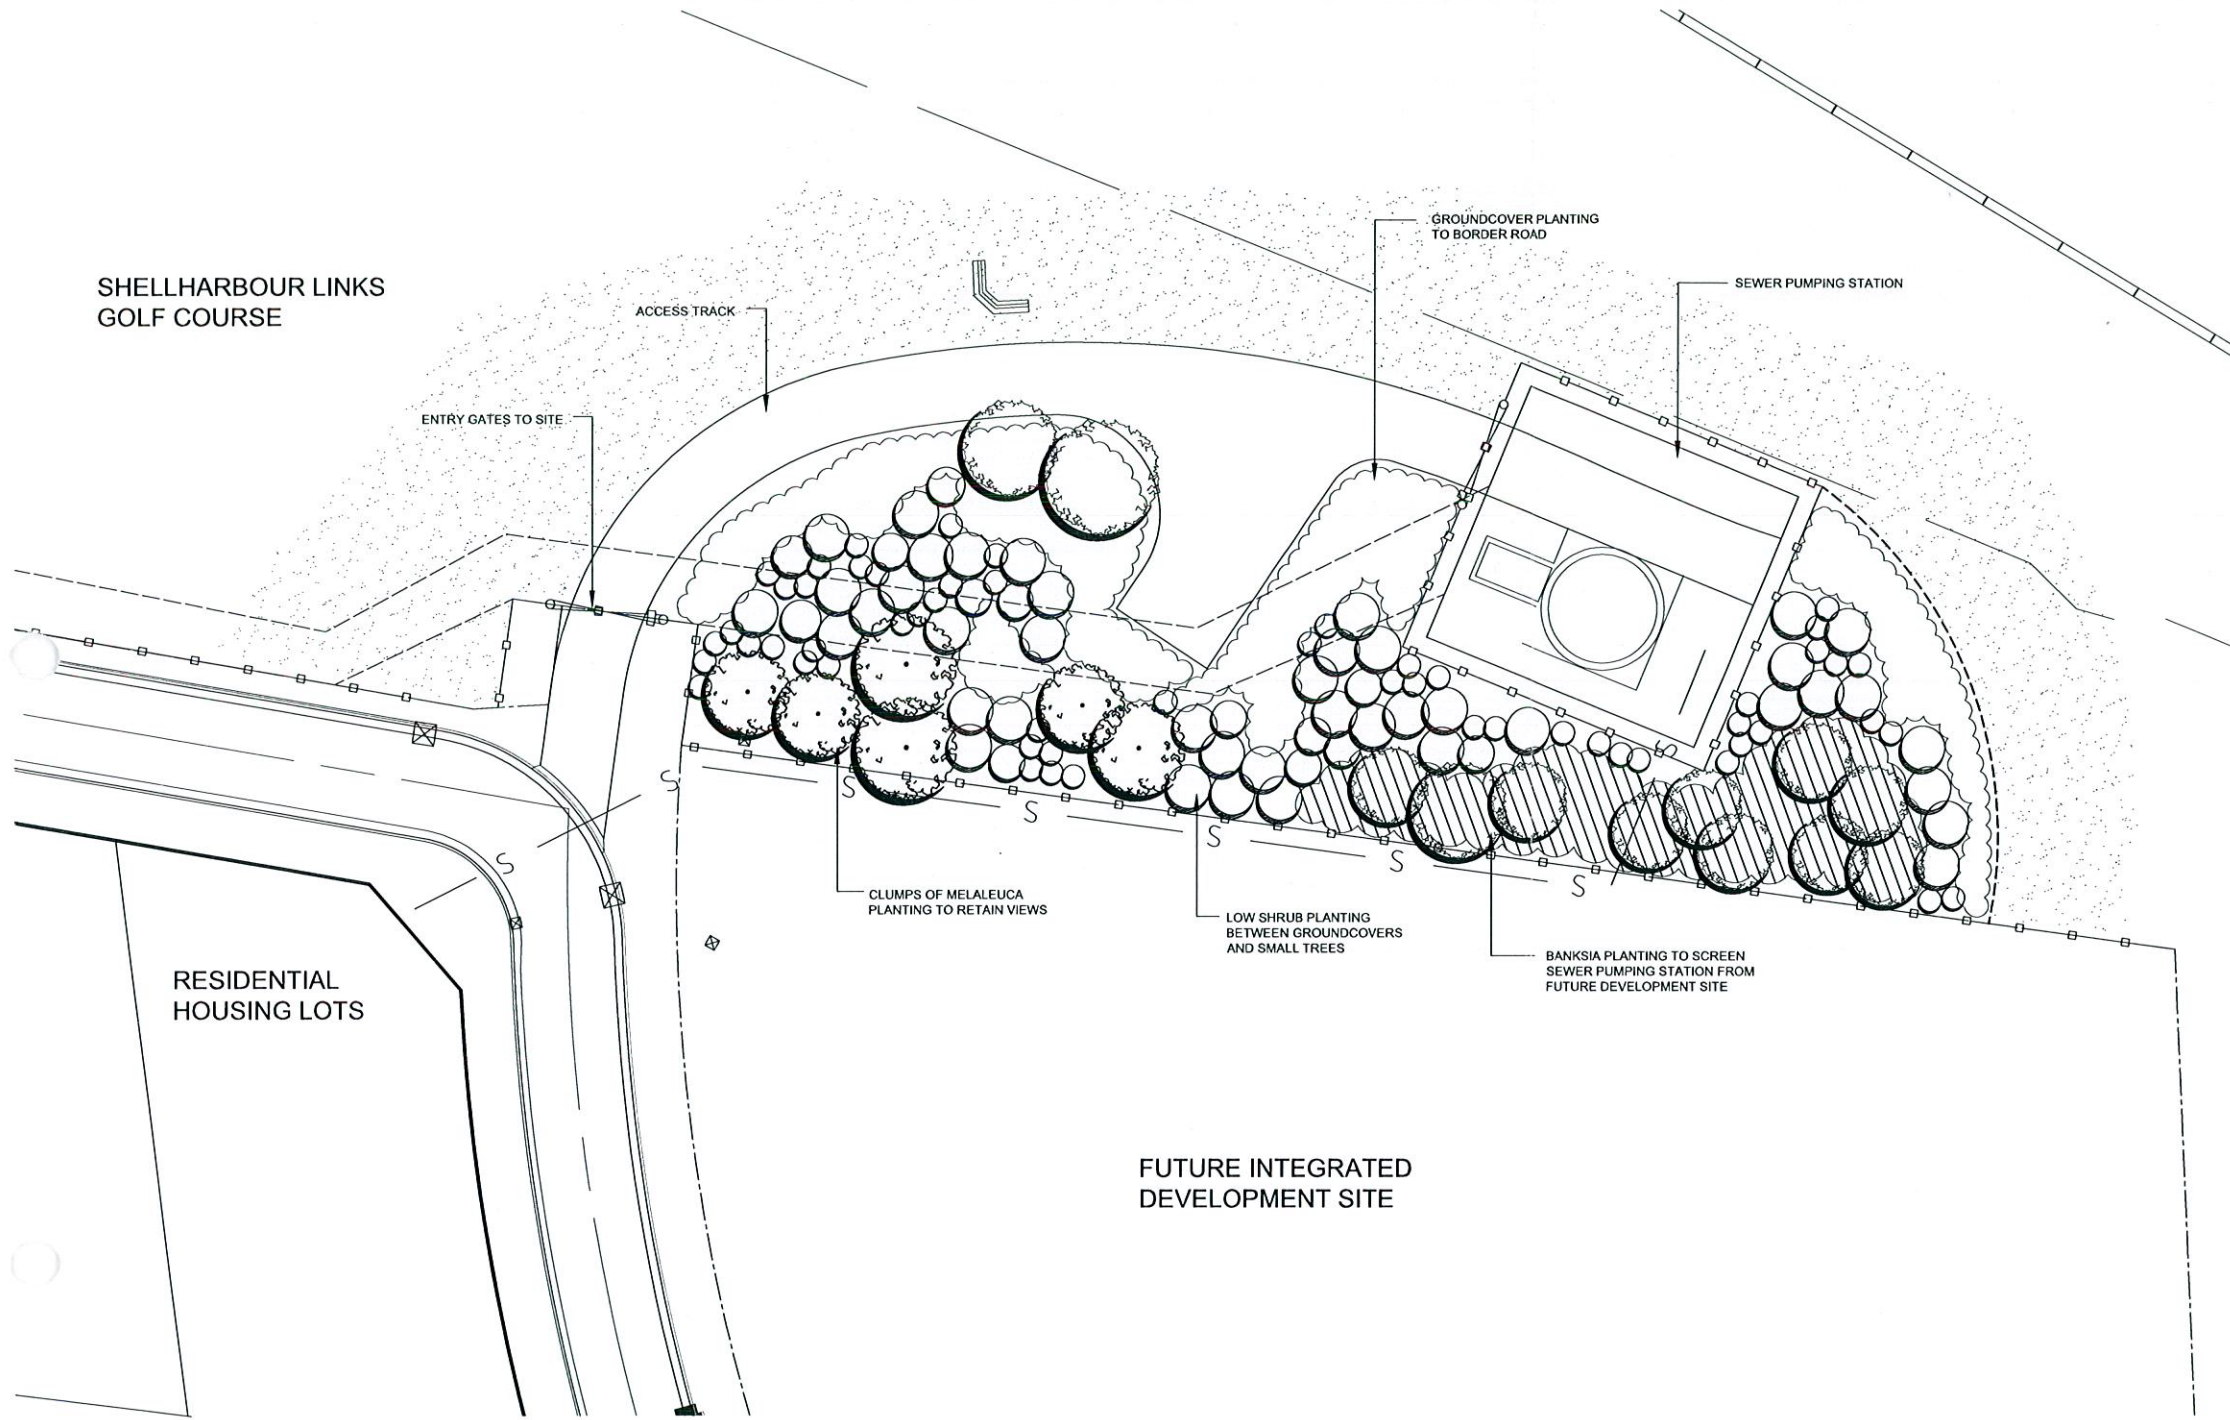 GROUNDCOVER PLANTING
TO BORDER ROAD
SEWER PUMPING STATION
SHELLHARBOUR LINKS
GOLF COURSE
ACCESS TRACK
ENTRY GATES TO SITE
S
S
S
S
S
S
S
S
CLUMPS OF MELALEUCA
PLANTING TO RETAIN VIEWS
LOW SHRUB PLANTING
BETWEEN GROUNDCOVERS
AND SMALL TREES
BANKSIA PLANTING TO SCREEN
SEWER PUMPING STATION FROM
FUTURE DEVELOPMENT SITE
RESIDENTIAL
HOUSING LOTS
FUTURE INTEGRATED
DEVELOPMENT SITE